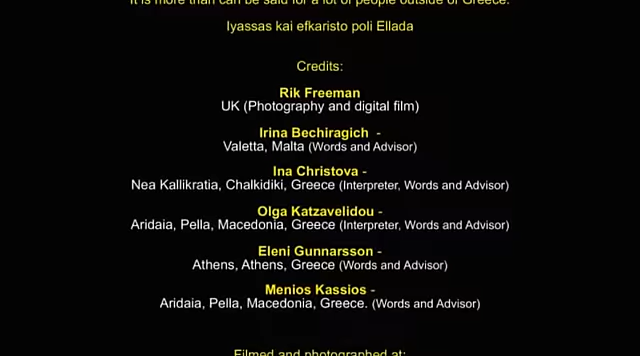 It is more than can be said for a lot of people outside of Greece.
Iyassas kai efkaristo poli Ellada
Credits:
Rik Freeman
UK (Photography and digital film)
Irina Bechiragich -
Valetta, Malta (Words and Advisor)
Ina Christova -
Nea Kallikratia, Chalkidiki, Greece (Interpreter, Words and Advisor)
Olga Katzavelidou -
Aridaia, Pella, Macedonia, Greece (Interpreter, Words and Advisor)
Eleni Gunnarsson -
Athens, Athens, Greece (Words and Advisor)
Menios Kassios -
Aridaia, Pella, Macedonia, Greece. (Words and Advisor)
Filmed and photographed at: